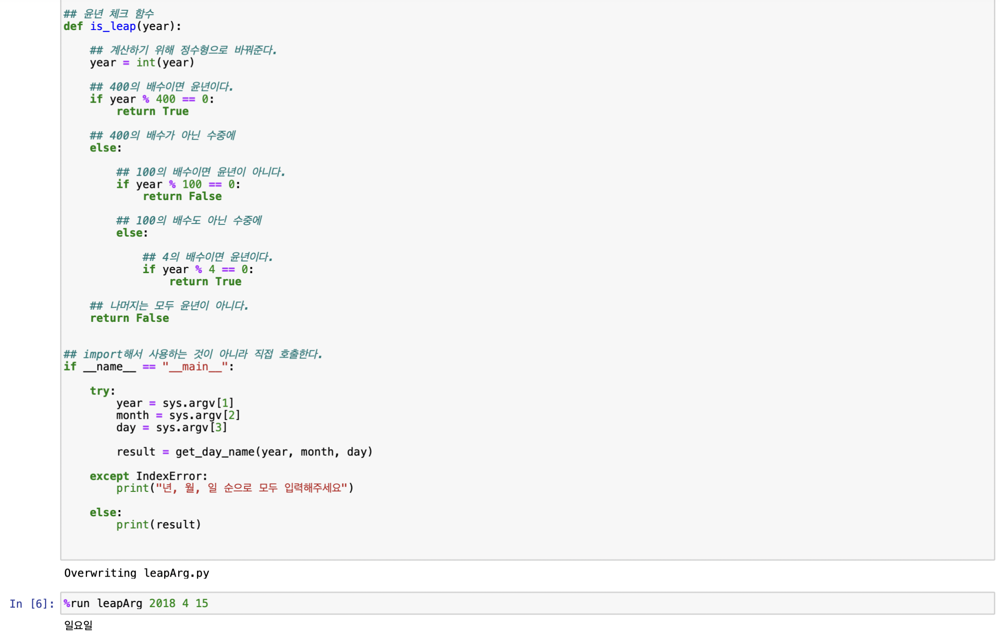 ## 윤년 체크 함수
def is_leap(year):
## 계산하기 위해 정수형으로 바꿔준다.
year = int(year)
## 400의 배수이면 윤년이다.
if year % 400 == 0:
return True
## 400의 배수가 아닌 수중에
else:
## 100의 배수이면 윤년이 아니다.
if year % 100 == 0:
return False
## 100의 배수도 아닌 수중에
else:
## 4의 배수이면 윤년이다.
if year % 4 == 0:
return True
## 나머지는 모두 윤년이 아니다.
return False
## import해서 사용하는 것이 아니라 직접 호출한다.
if __name__ == "__main__":
try:
year = sys.argv[1]
month = sys.argv[2]
day = sys.argv[3]
result = get_day_name(year, month, day)
except IndexError:
print("년, 월, 일 순으로 모두 입력해주세요")
else:
print(result)
Overwriting leapArg.py
In [6]: %run leapArg 2018 4 15
일요일